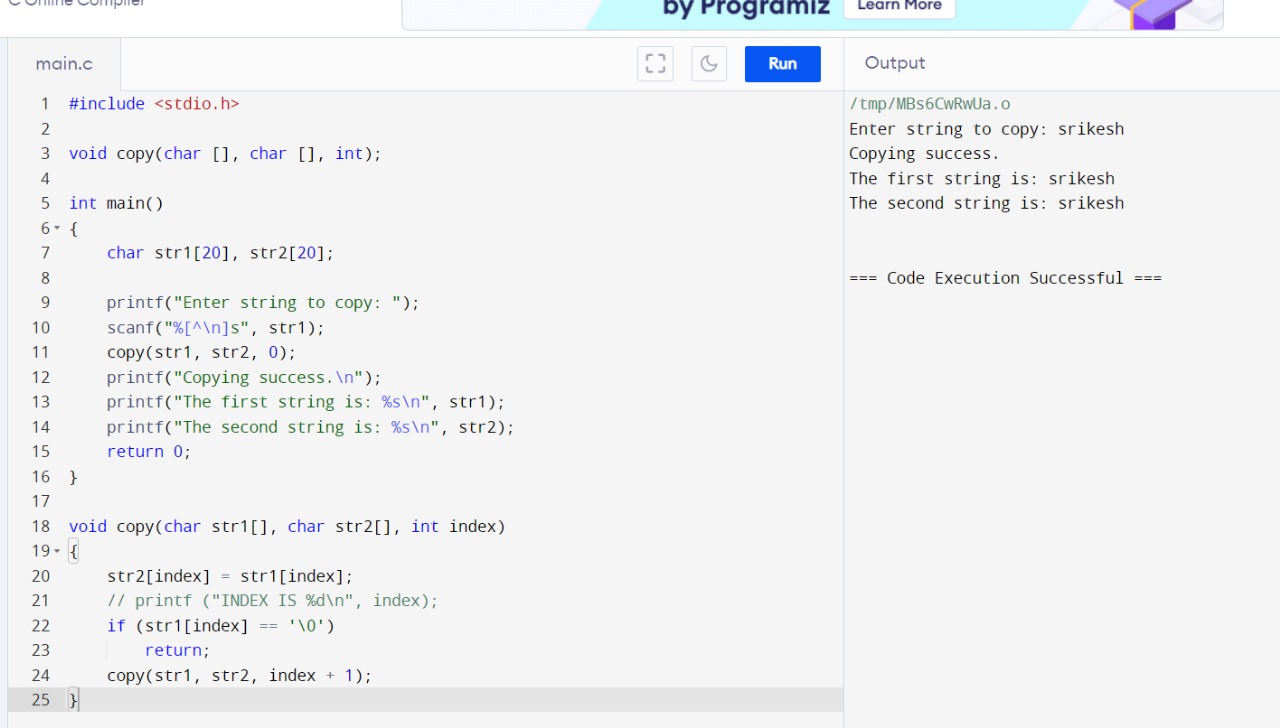 C Online Compiler
by Programiz
Learn More
main.c
Run
Output
1 #include <stdio.h>
2
3 void copy(char [], char [], int);
4
5 int main()
6 {
7 char str1[20], str2[20];
8
9 printf("Enter string to copy: ");
10 scanf("%[^\n]s", str1);
11 copy(str1, str2, 0);
12 printf("Copying success.\n");
13 printf("The first string is: %s\n", str1);
14 printf("The second string is: %s\n", str2);
15 return 0;
16 }
17
18 void copy(char str1[], char str2[], int index)
19 {
20 str2[index] = str1[index];
21 // printf ("INDEX IS %d\n", index);
22 if (str1[index] == '\0')
23 return;
24 copy(str1, str2, index + 1);
25 }
/tmp/MBs6CwRwUa.o
Enter string to copy: srikesh
Copying success.
The first string is: srikesh
The second string is: srikesh
=== Code Execution Successful ===